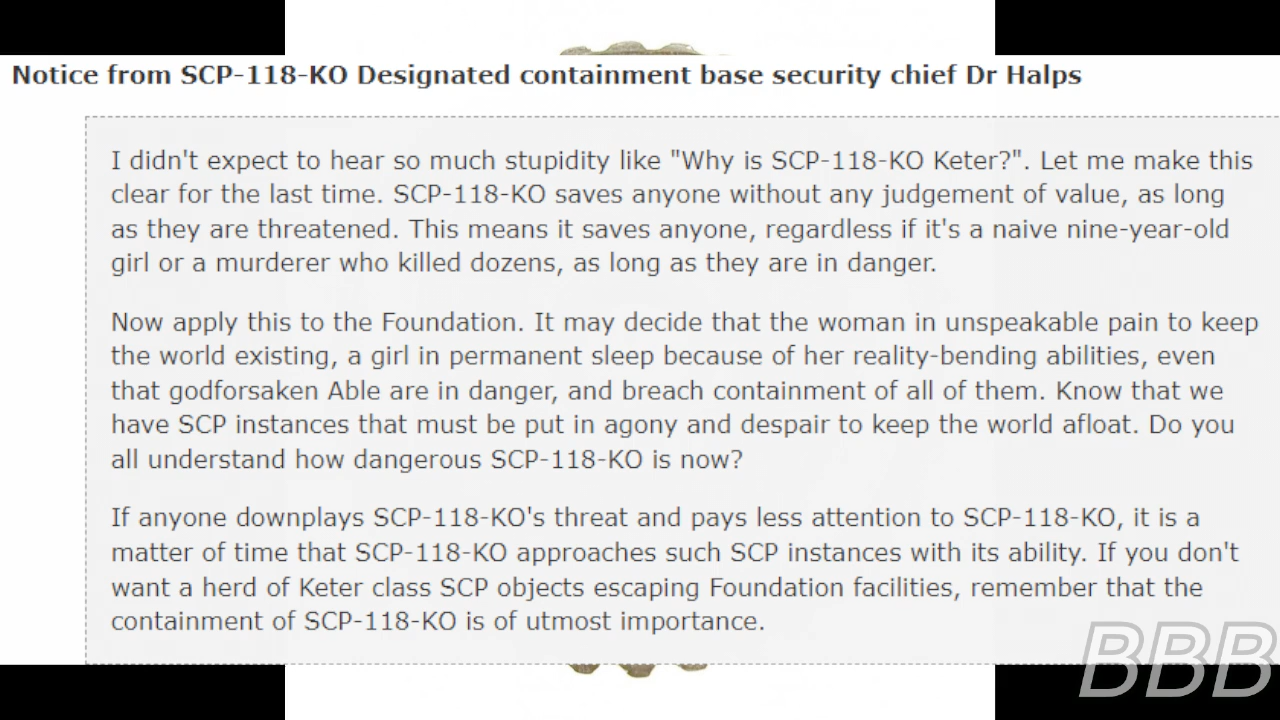 Notice from SCP-118-KO Designated containment base security chief Dr Halps
I didn't expect to hear so much stupidity like "Why is SCP-118-KO Keter?". Let me make this
clear for the last time. SCP-118-KO saves anyone without any judgement of value, as long
as they are threatened. This means it saves anyone, regardless if it's a naive nine-year-old
girl or a murderer who killed dozens, as long as they are in danger.
Now apply this to the Foundation. It may decide that the woman in unspeakable pain to keep
the world existing, a girl in permanent sleep because of her reality-bending abilities, even
that godforsaken Able are in danger, and breach containment of all of them. Know that we
have SCP instances that must be put in agony and despair to keep the world afloat. Do you
all understand how dangerous SCP-118-KO is now?
If anyone downplays SCP-118-KO's threat and pays less attention to SCP-118-KO, it is a
matter of time that SCP-118-KO approaches such SCP instances with its ability. If you don't
want a herd of Keter class SCP objects escaping Foundation facilities, remember that the
containment of SCP-118-KO is of utmost importance.
BBB